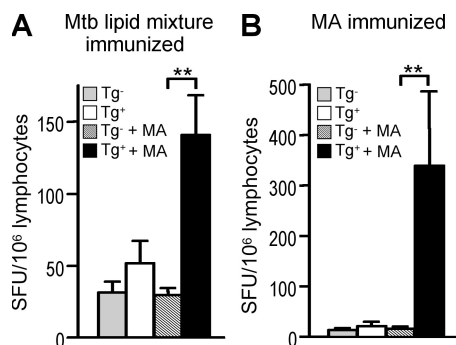 A
Mtb lipid mixture
immunized
SFU/10⁶ lymphocytes
150
100
50
0
**
Tg⁻
Tg⁺
Tg⁻ + MA
Tg⁺ + MA
B
MA immunized
SFU/10⁶ lymphocytes
500
400
300
200
100
0
**
Tg⁻
Tg⁺
Tg⁻ + MA
Tg⁺ + MA